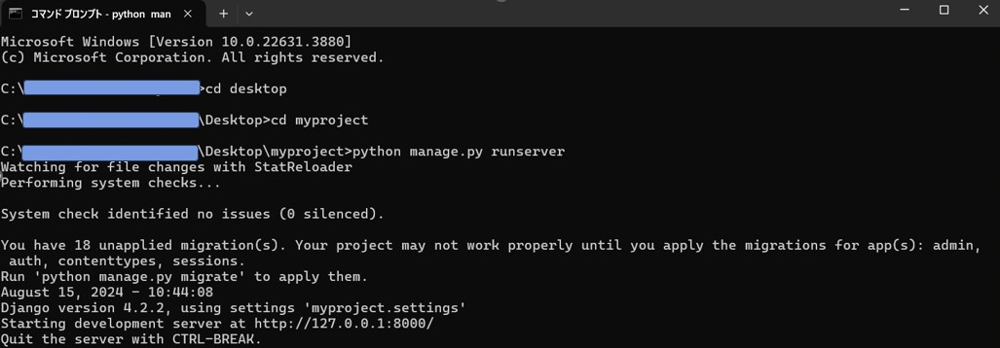 コマンド プロンプト - python man
Microsoft Windows [Version 10.0.22631.3880]
(c) Microsoft Corporation. All rights reserved.
C:\ >cd desktop
C:\ \Desktop>cd myproject
C:\ \Desktop\myproject>python manage.py runserver
Watching for file changes with StatReloader
Performing system checks...
System check identified no issues (0 silenced).
You have 18 unapplied migration(s). Your project may not work properly until you apply the migrations for app(s): admin,
auth, contenttypes, sessions.
Run 'python manage.py migrate' to apply them.
August 15, 2024 - 10:44:08
Django version 4.2.2, using settings 'myproject.settings'
Starting development server at http://127.0.0.1:8000/
Quit the server with CTRL-BREAK.